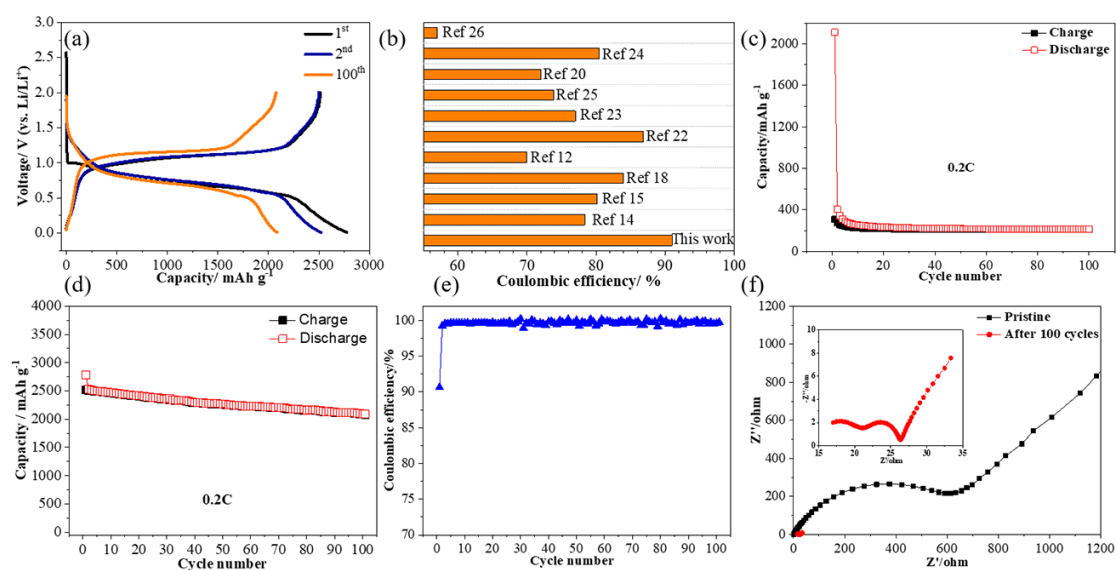 (a)
3.0
2.5
2.0
1.5
1.0
0.5
0.0
Voltage/ V (vs. Li/Li⁺)
1st
2nd
100th
0 500 1000 1500 2000 2500 3000
Capacity/ mAh g⁻¹
(b)
Ref 26
Ref 24
Ref 20
Ref 25
Ref 23
Ref 22
Ref 12
Ref 18
Ref 15
Ref 14
This work
60 70 80 90 100
Coulombic efficiency/ %
(c)
Charge
Discharge
2000
1600
1200
800
400
0
Capacity/mAh g⁻¹
0.2C
0 20 40 60 80 100
Cycle number
(d)
4000
3500
3000
2500
2000
1500
1000
500
0
Capacity / mAh g⁻¹
Charge
Discharge
0.2C
0 10 20 30 40 50 60 70 80 90 100
Cycle number
(e)
100
95
90
85
80
75
70
Coulombic efficiency/%
0 10 20 30 40 50 60 70 80 90 100
Cycle number
(f)
1200
1000
800
600
400
200
0
Z''/ohm
Pristine
After 100 cycles
8
6
4
2
0
-Z''/ohm
15 20 25 30 35
Z'/ohm
0 200 400 600 800 1000 1200
Z'/ohm